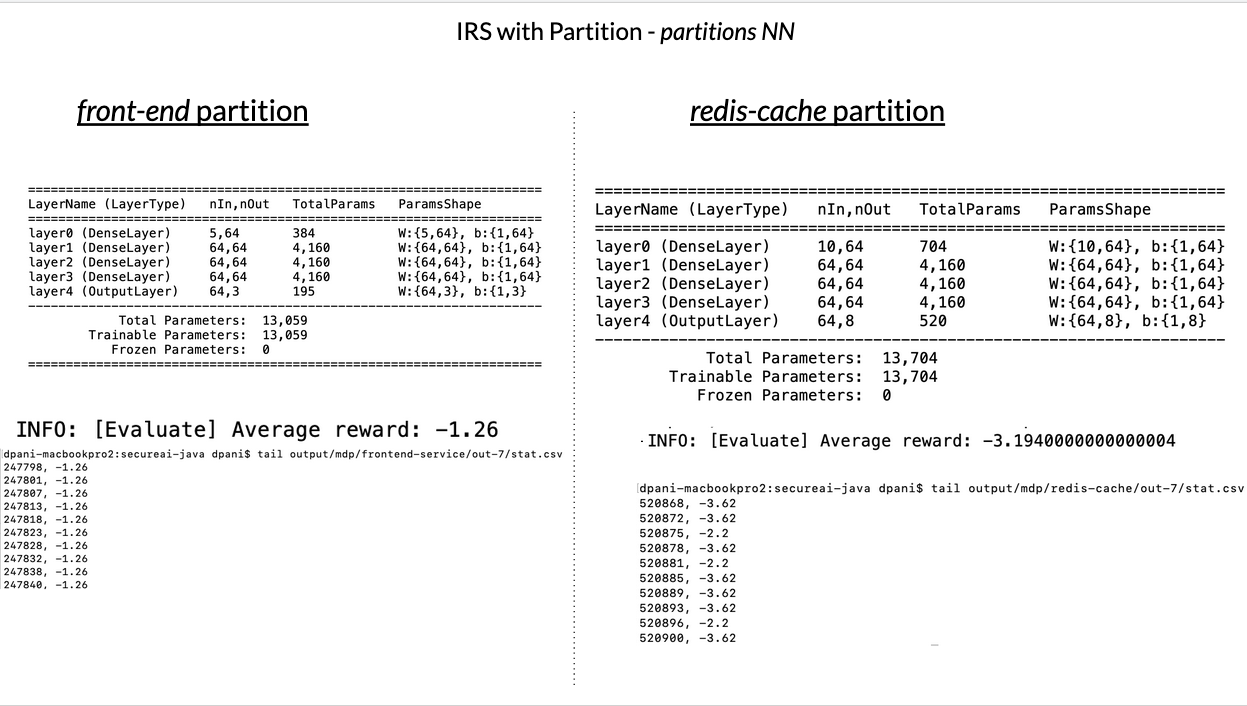 IRS with Partition - partitions NN
front-end partition
==================================================================== 
LayerName (LayerType)   nIn,nOut   TotalParams   ParamsShape
====================================================================
layer0 (DenseLayer)     5,64       384           W:{5,64}, b:{1,64}
layer1 (DenseLayer)     64,64      4,160         W:{64,64}, b:{1,64}
layer2 (DenseLayer)     64,64      4,160         W:{64,64}, b:{1,64}
layer3 (DenseLayer)     64,64      4,160         W:{64,64}, b:{1,64}
layer4 (OutputLayer)    64,3       195           W:{64,3}, b:{1,3}
--------------------------------------------------------------------
            Total Parameters:  13,059
        Trainable Parameters:  13,059
           Frozen Parameters:  0
====================================================================
INFO: [Evaluate] Average reward: -1.26
dpani-macbookpro2:secureai-java dpani$ tail output/mdp/frontend-service/out-7/stat.csv
247798, -1.26
247801, -1.26
247807, -1.26
247813, -1.26
247818, -1.26
247823, -1.26
247828, -1.26
247832, -1.26
247838, -1.26
247840, -1.26
redis-cache partition
====================================================================
LayerName (LayerType)   nIn,nOut   TotalParams   ParamsShape
====================================================================
layer0 (DenseLayer)     10,64      704           W:{10,64}, b:{1,64}
layer1 (DenseLayer)     64,64      4,160         W:{64,64}, b:{1,64}
layer2 (DenseLayer)     64,64      4,160         W:{64,64}, b:{1,64}
layer3 (DenseLayer)     64,64      4,160         W:{64,64}, b:{1,64}
layer4 (OutputLayer)    64,8       520           W:{64,8}, b:{1,8}
--------------------------------------------------------------------
            Total Parameters:  13,704
        Trainable Parameters:  13,704
           Frozen Parameters:  0
INFO: [Evaluate] Average reward: -3.1940000000000004
dpani-macbookpro2:secureai-java dpani$ tail output/mdp/redis-cache/out-7/stat.csv
520868, -3.62
520872, -3.62
520875, -2.2
520878, -3.62
520881, -2.2
520885, -3.62
520889, -3.62
520893, -3.62
520896, -2.2
520900, -3.62